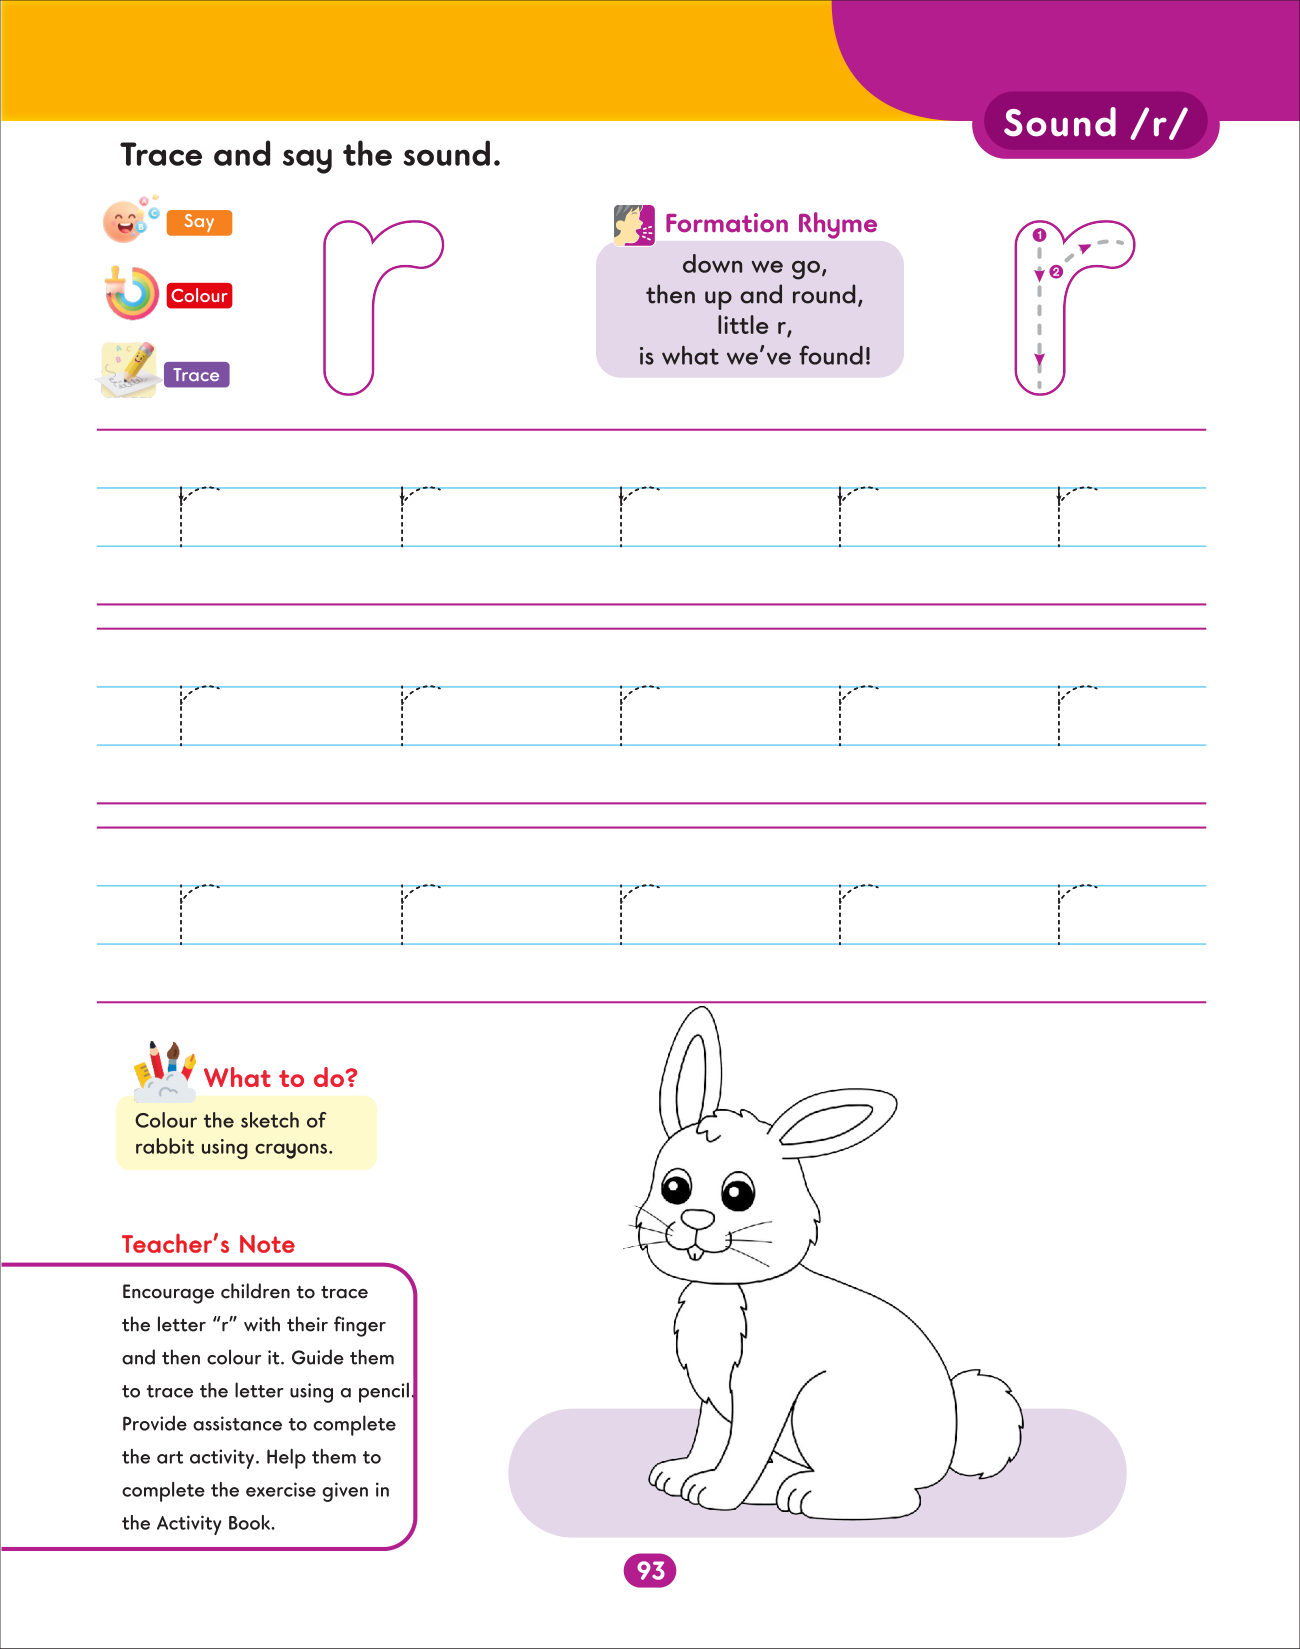 Sound /r/
Trace and say the sound.
Say
Colour
Trace
r
Formation Rhyme
down we go,
then up and round,
little r,
is what we've found!
r
1
2
r r r r r
r r r r r
r r r r r
What to do?
Colour the sketch of
rabbit using crayons.
Teacher's Note
Encourage children to trace
the letter “r” with their finger
and then colour it. Guide them
to trace the letter using a pencil.
Provide assistance to complete
the art activity. Help them to
complete the exercise given in
the Activity Book.
93